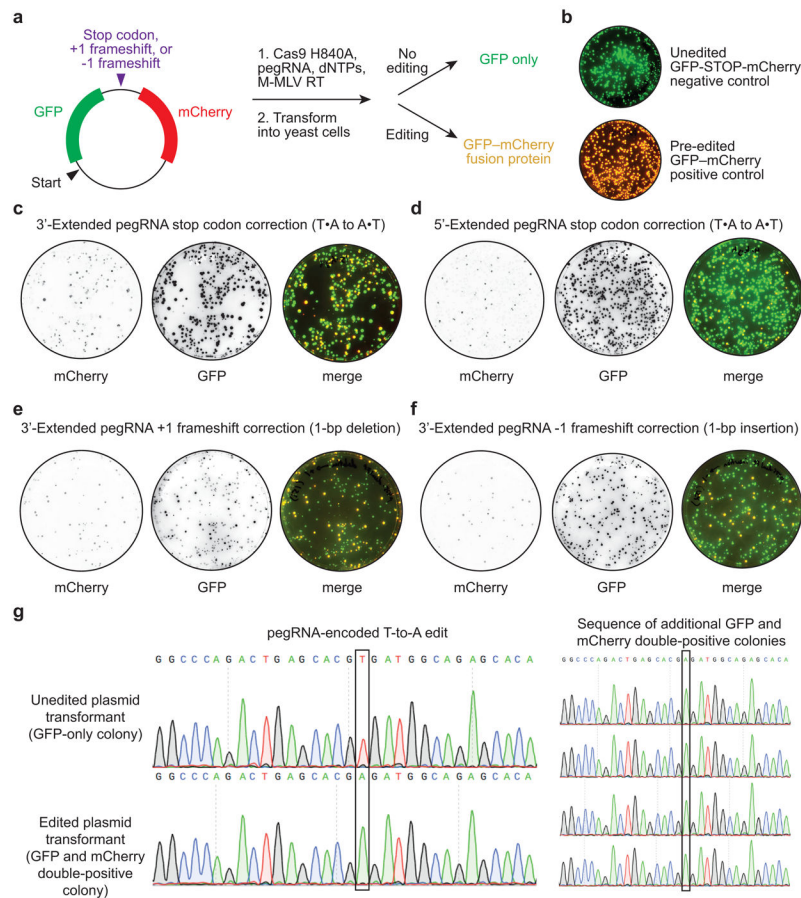 a
Stop codon,
+1 frameshift, or
-1 frameshift
GFP
mCherry
Start
1. Cas9 H840A,
pegRNA, dNTPs,
M-MLV RT
2. Transform
into yeast cells
No
editing
Editing
GFP only
GFP–mCherry
fusion protein
b
Unedited
GFP-STOP-mCherry
negative control
Pre-edited
GFP–mCherry
positive control
c
3'-Extended pegRNA stop codon correction (T•A to A•T)
mCherry
GFP
merge
d
5'-Extended pegRNA stop codon correction (T•A to A•T)
mCherry
GFP
merge
e
3'-Extended pegRNA +1 frameshift correction (1-bp deletion)
mCherry
GFP
merge
f
3'-Extended pegRNA -1 frameshift correction (1-bp insertion)
mCherry
GFP
merge
g
pegRNA-encoded T-to-A edit
G G C C C A G A C T G A G C A C G T G A T G G C A G A G C A C A
Unedited plasmid
transformant
(GFP-only colony)
G G C C C A G A C T G A G C A C G A G A T G G C A G A G C A C A
Edited plasmid
transformant
(GFP and mCherry
double-positive
colony)
Sequence of additional GFP and
mCherry double-positive colonies
G G C C C A G A C T G A G C A C G A G A T G G C A G A G C A C A